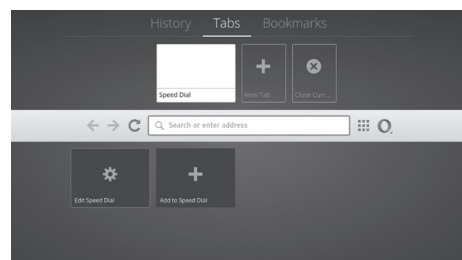 History Tabs Bookmarks
Speed Dial
New Tab
Close Curr...
Search or enter address
Edit Speed Dial
Add to Speed Dial